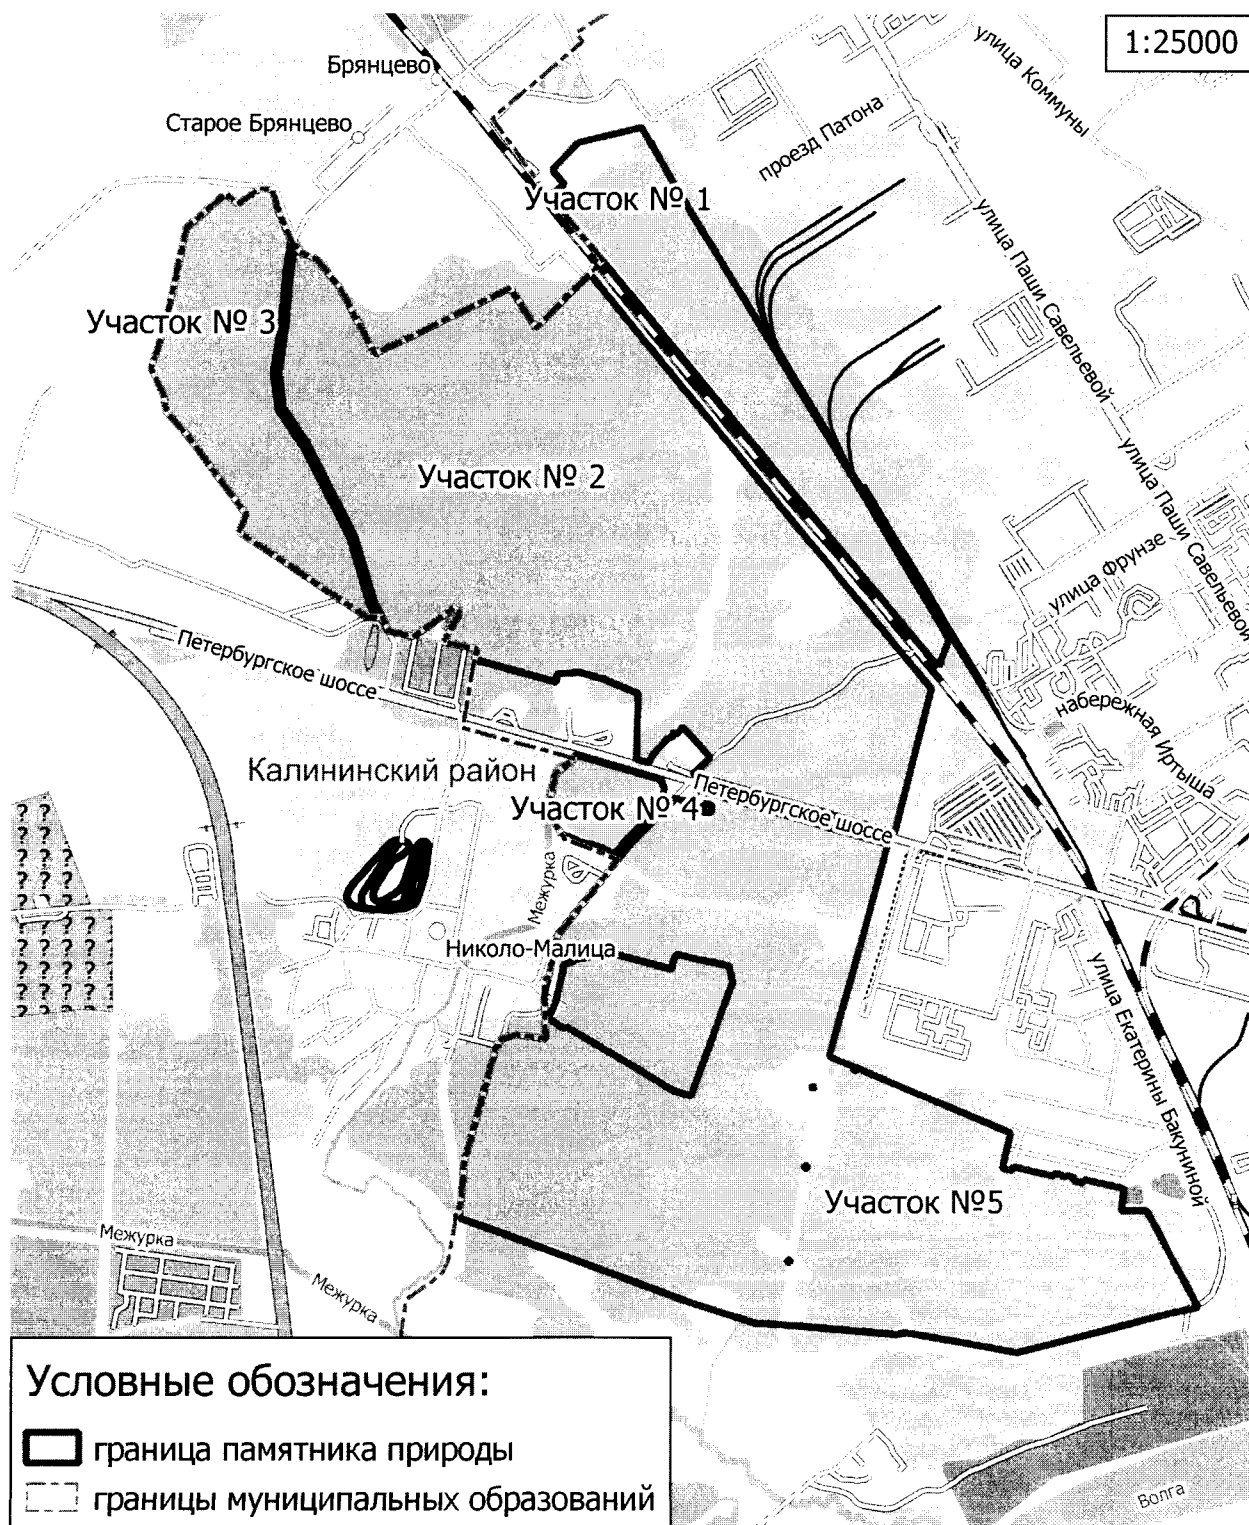 1:25000
Брянцево
улица Коммуны
Старое Брянцево
проезд Патона
Участок № 1
улица Паши Савельевой
Участок № 3
Участок № 2
улица Паши Савельевой
улица Фрунзе
Петербургское шоссе
набережная Иртыша
Калининский район
Петербургское шоссе
Участок № 4
Межурка
Николо-Малица
улица Екатерины Бакуниной
? ?
? ?
? ? ?
? ? ?
? ? ?
? ? ?
? ? ? ?
? ? ? ?
? ? ? ?
? ? ? ?
Участок №5
Межурка
Межурка
Условные обозначения:
граница памятника природы
границы муниципальных образований
Волга